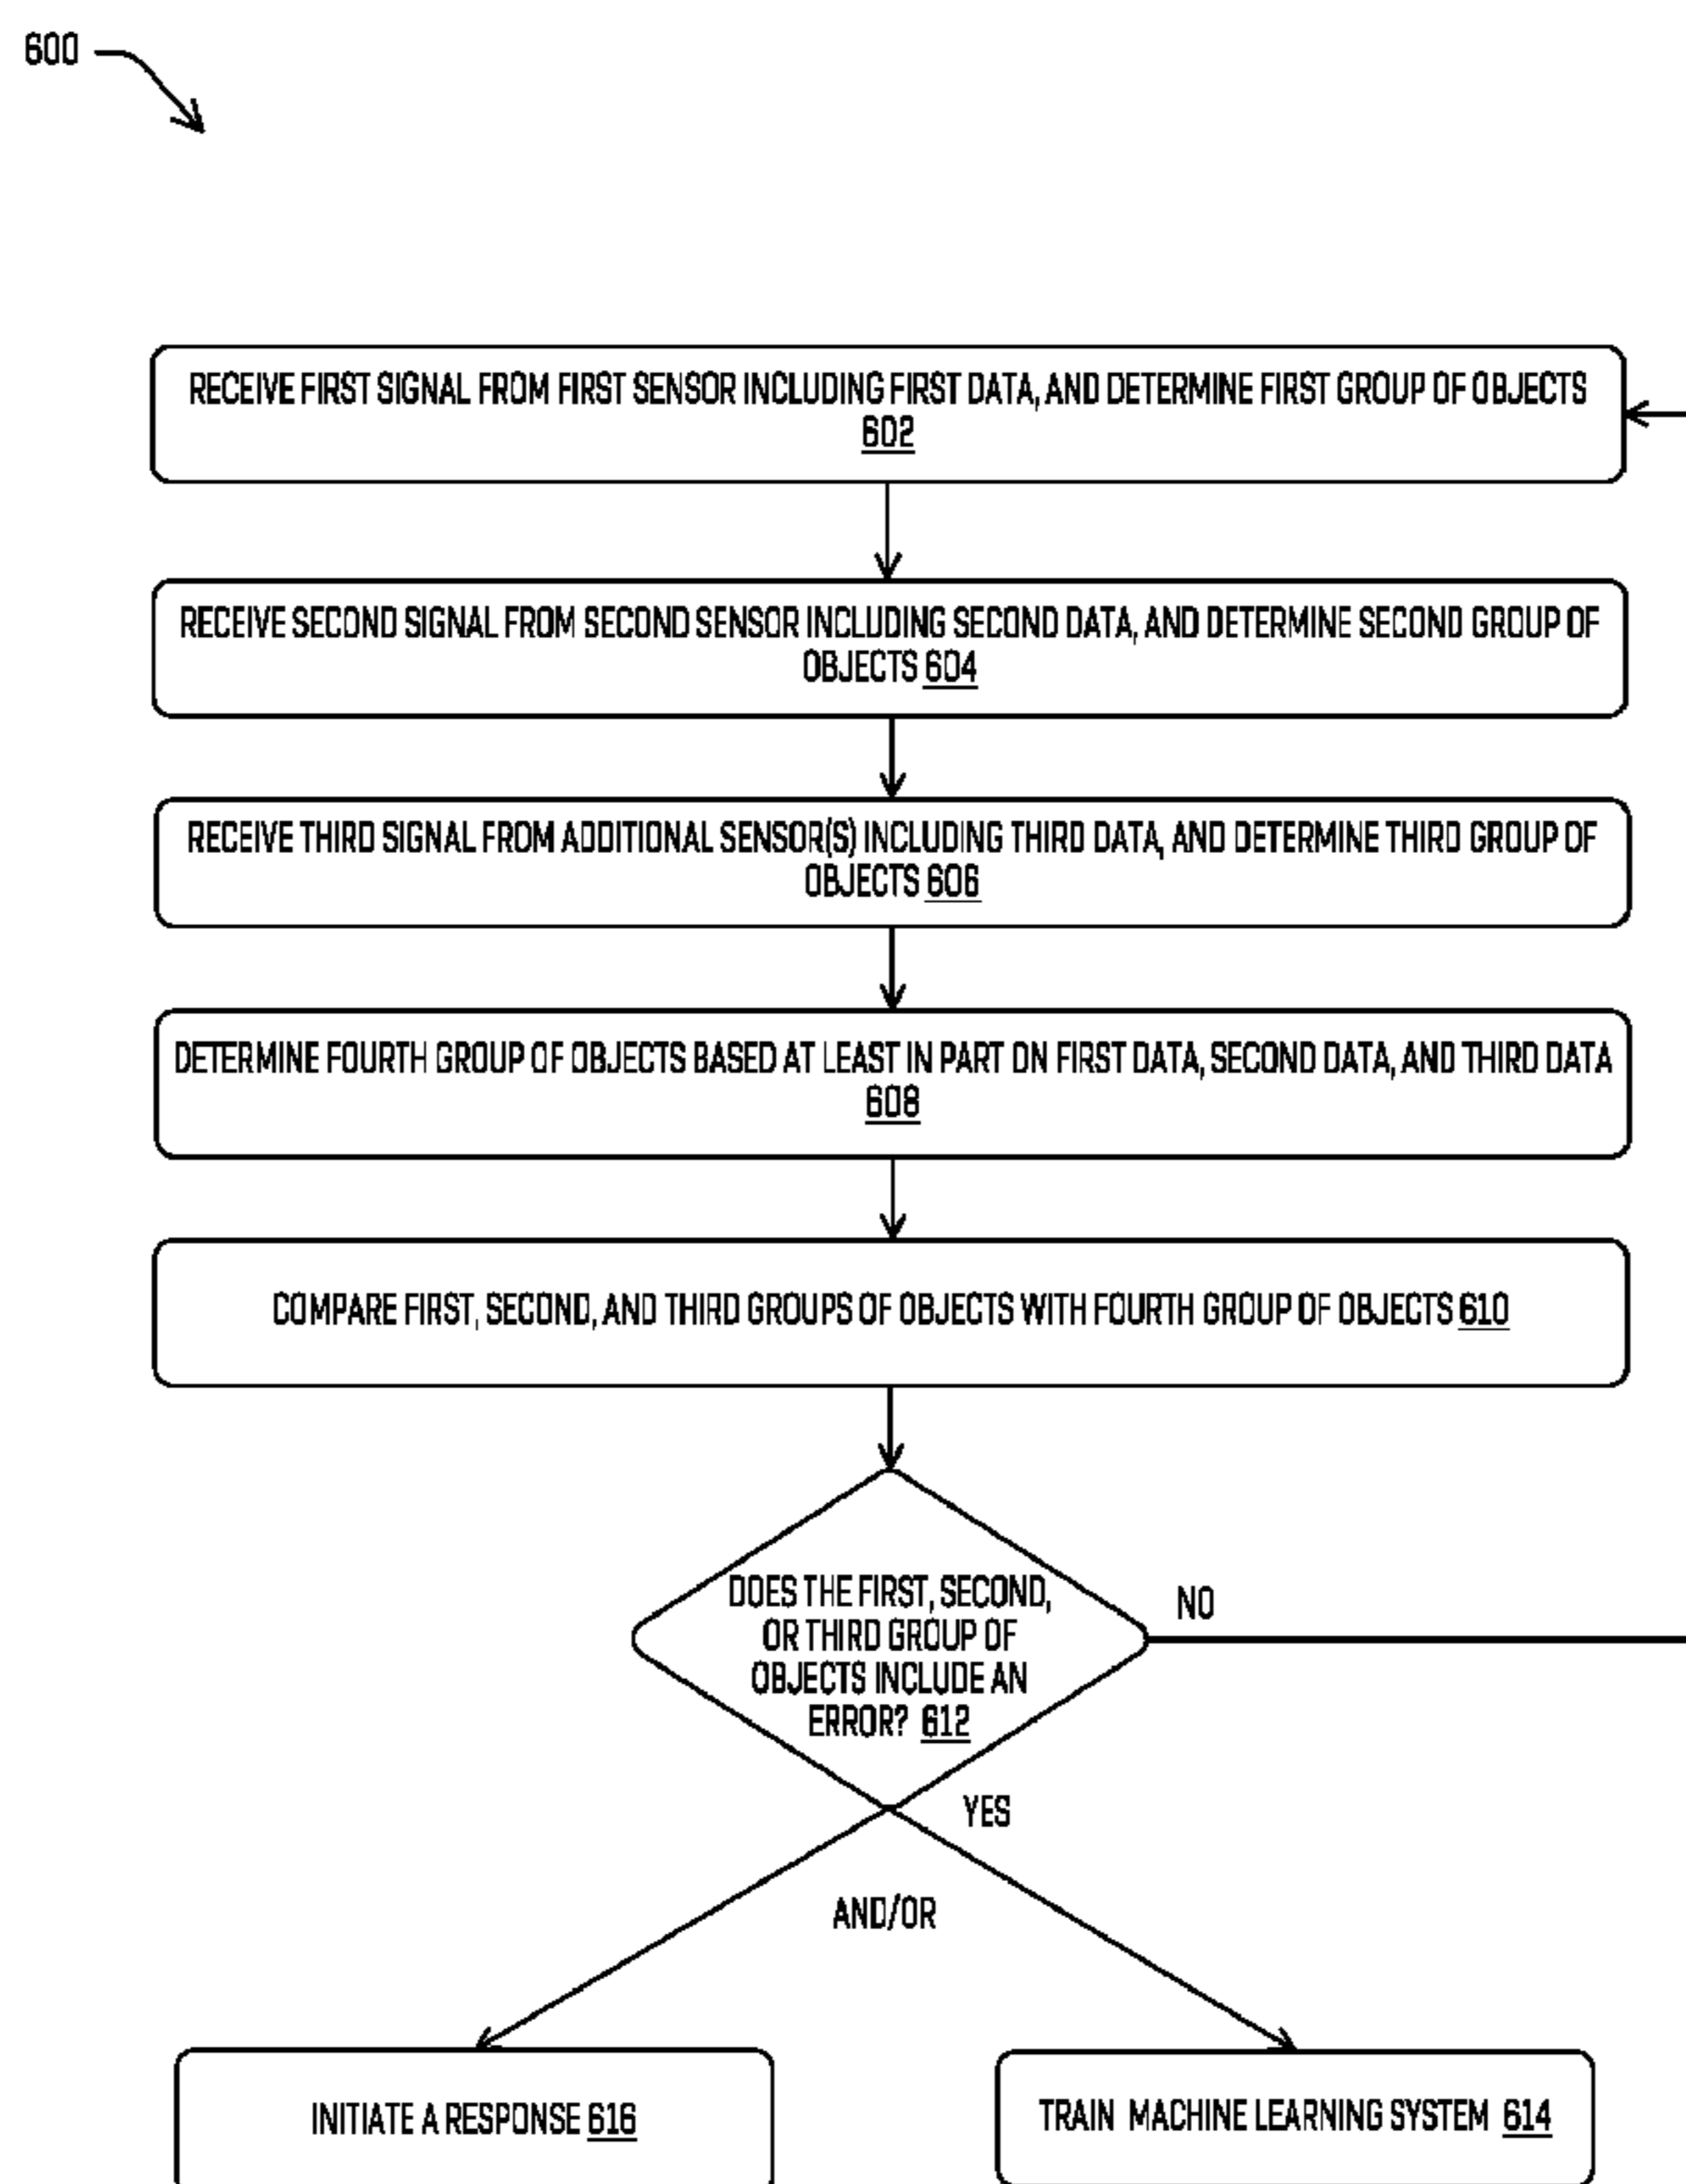 600
RECEIVE FIRST SIGNAL FROM FIRST SENSOR INCLUDING FIRST DATA, AND DETERMINE FIRST GROUP OF OBJECTS
602
RECEIVE SECOND SIGNAL FROM SECOND SENSOR INCLUDING SECOND DATA, AND DETERMINE SECOND GROUP OF
OBJECTS 604
RECEIVE THIRD SIGNAL FROM ADDITIONAL SENSOR(S) INCLUDING THIRD DATA, AND DETERMINE THIRD GROUP OF
OBJECTS 606
DETERMINE FOURTH GROUP OF OBJECTS BASED AT LEAST IN PART ON FIRST DATA, SECOND DATA, AND THIRD DATA
608
COMPARE FIRST, SECOND, AND THIRD GROUPS OF OBJECTS WITH FOURTH GROUP OF OBJECTS 610
DOES THE FIRST, SECOND,
OR THIRD GROUP OF
OBJECTS INCLUDE AN
ERROR? 612
NO
YES
AND/OR
INITIATE A RESPONSE 616
TRAIN MACHINE LEARNING SYSTEM 614